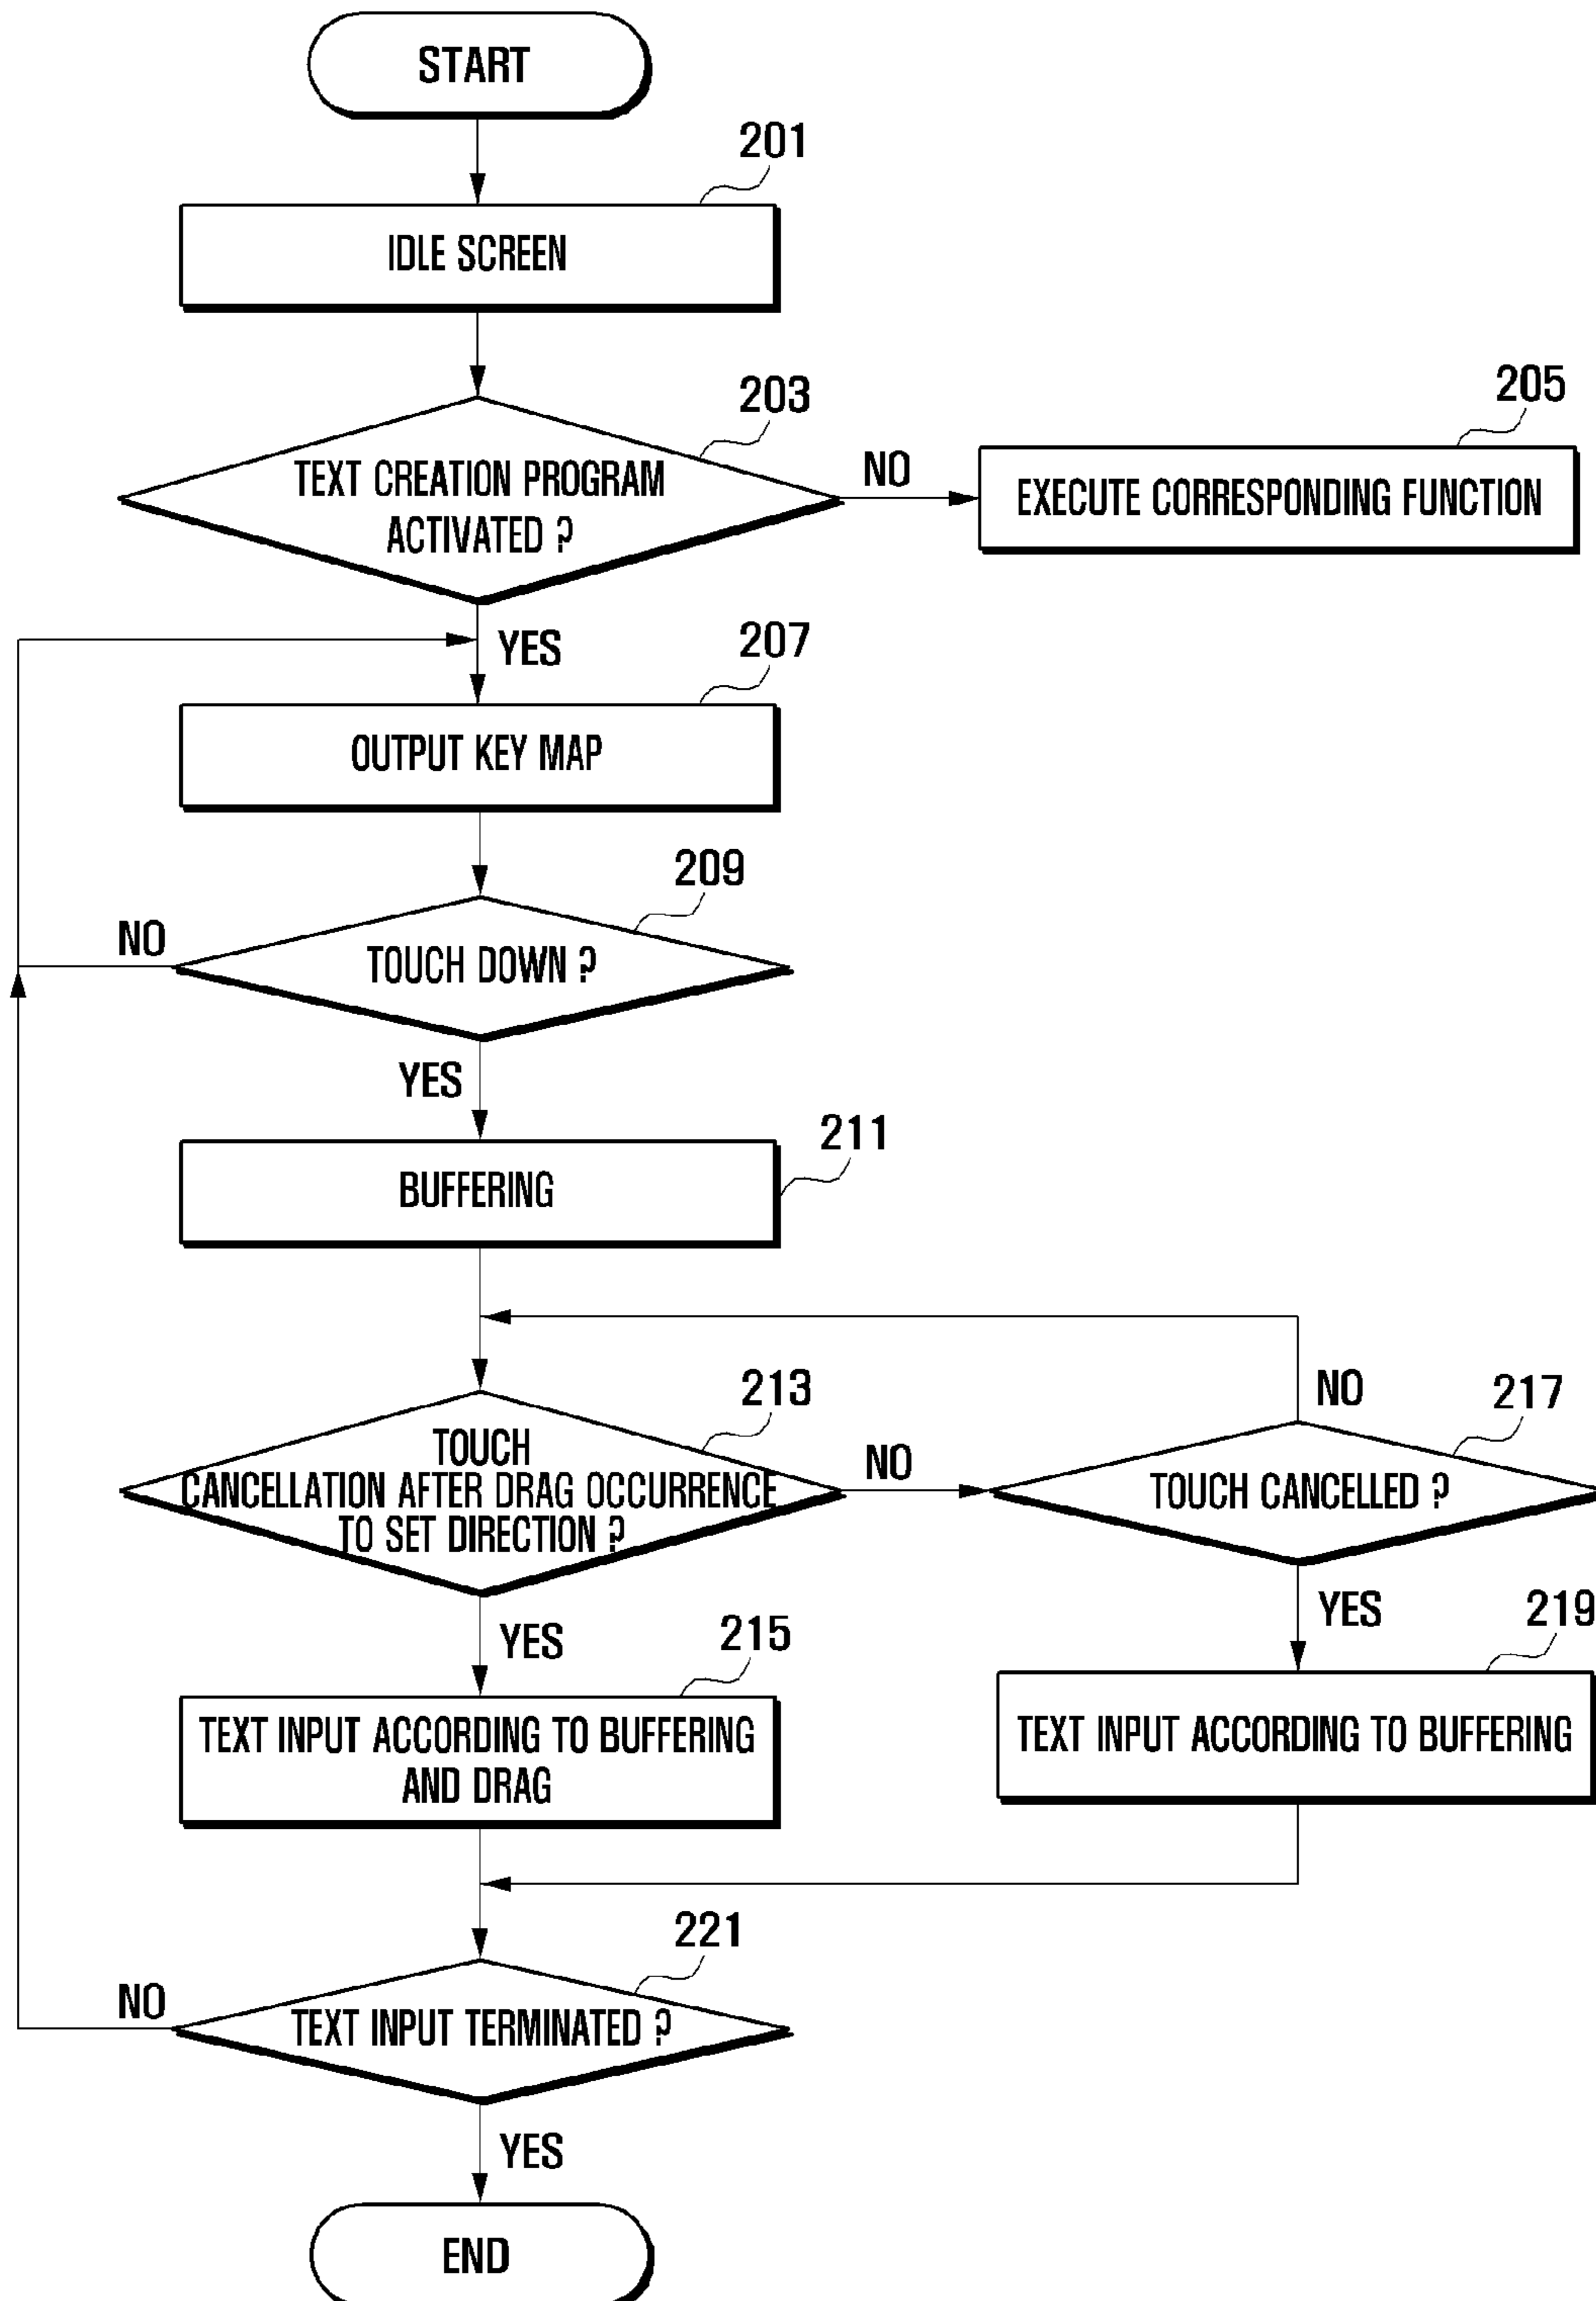 START
201
IDLE SCREEN
203
TEXT CREATION PROGRAM
ACTIVATED ?
NO
205
EXECUTE CORRESPONDING FUNCTION
YES
207
OUTPUT KEY MAP
209
NO
TOUCH DOWN ?
YES
211
BUFFERING
213
TOUCH
CANCELLATION AFTER DRAG OCCURRENCE
TO SET DIRECTION ?
NO
NO
217
TOUCH CANCELLED ?
YES
215
TEXT INPUT ACCORDING TO BUFFERING
AND DRAG
YES
219
TEXT INPUT ACCORDING TO BUFFERING
221
NO
TEXT INPUT TERMINATED ?
YES
END